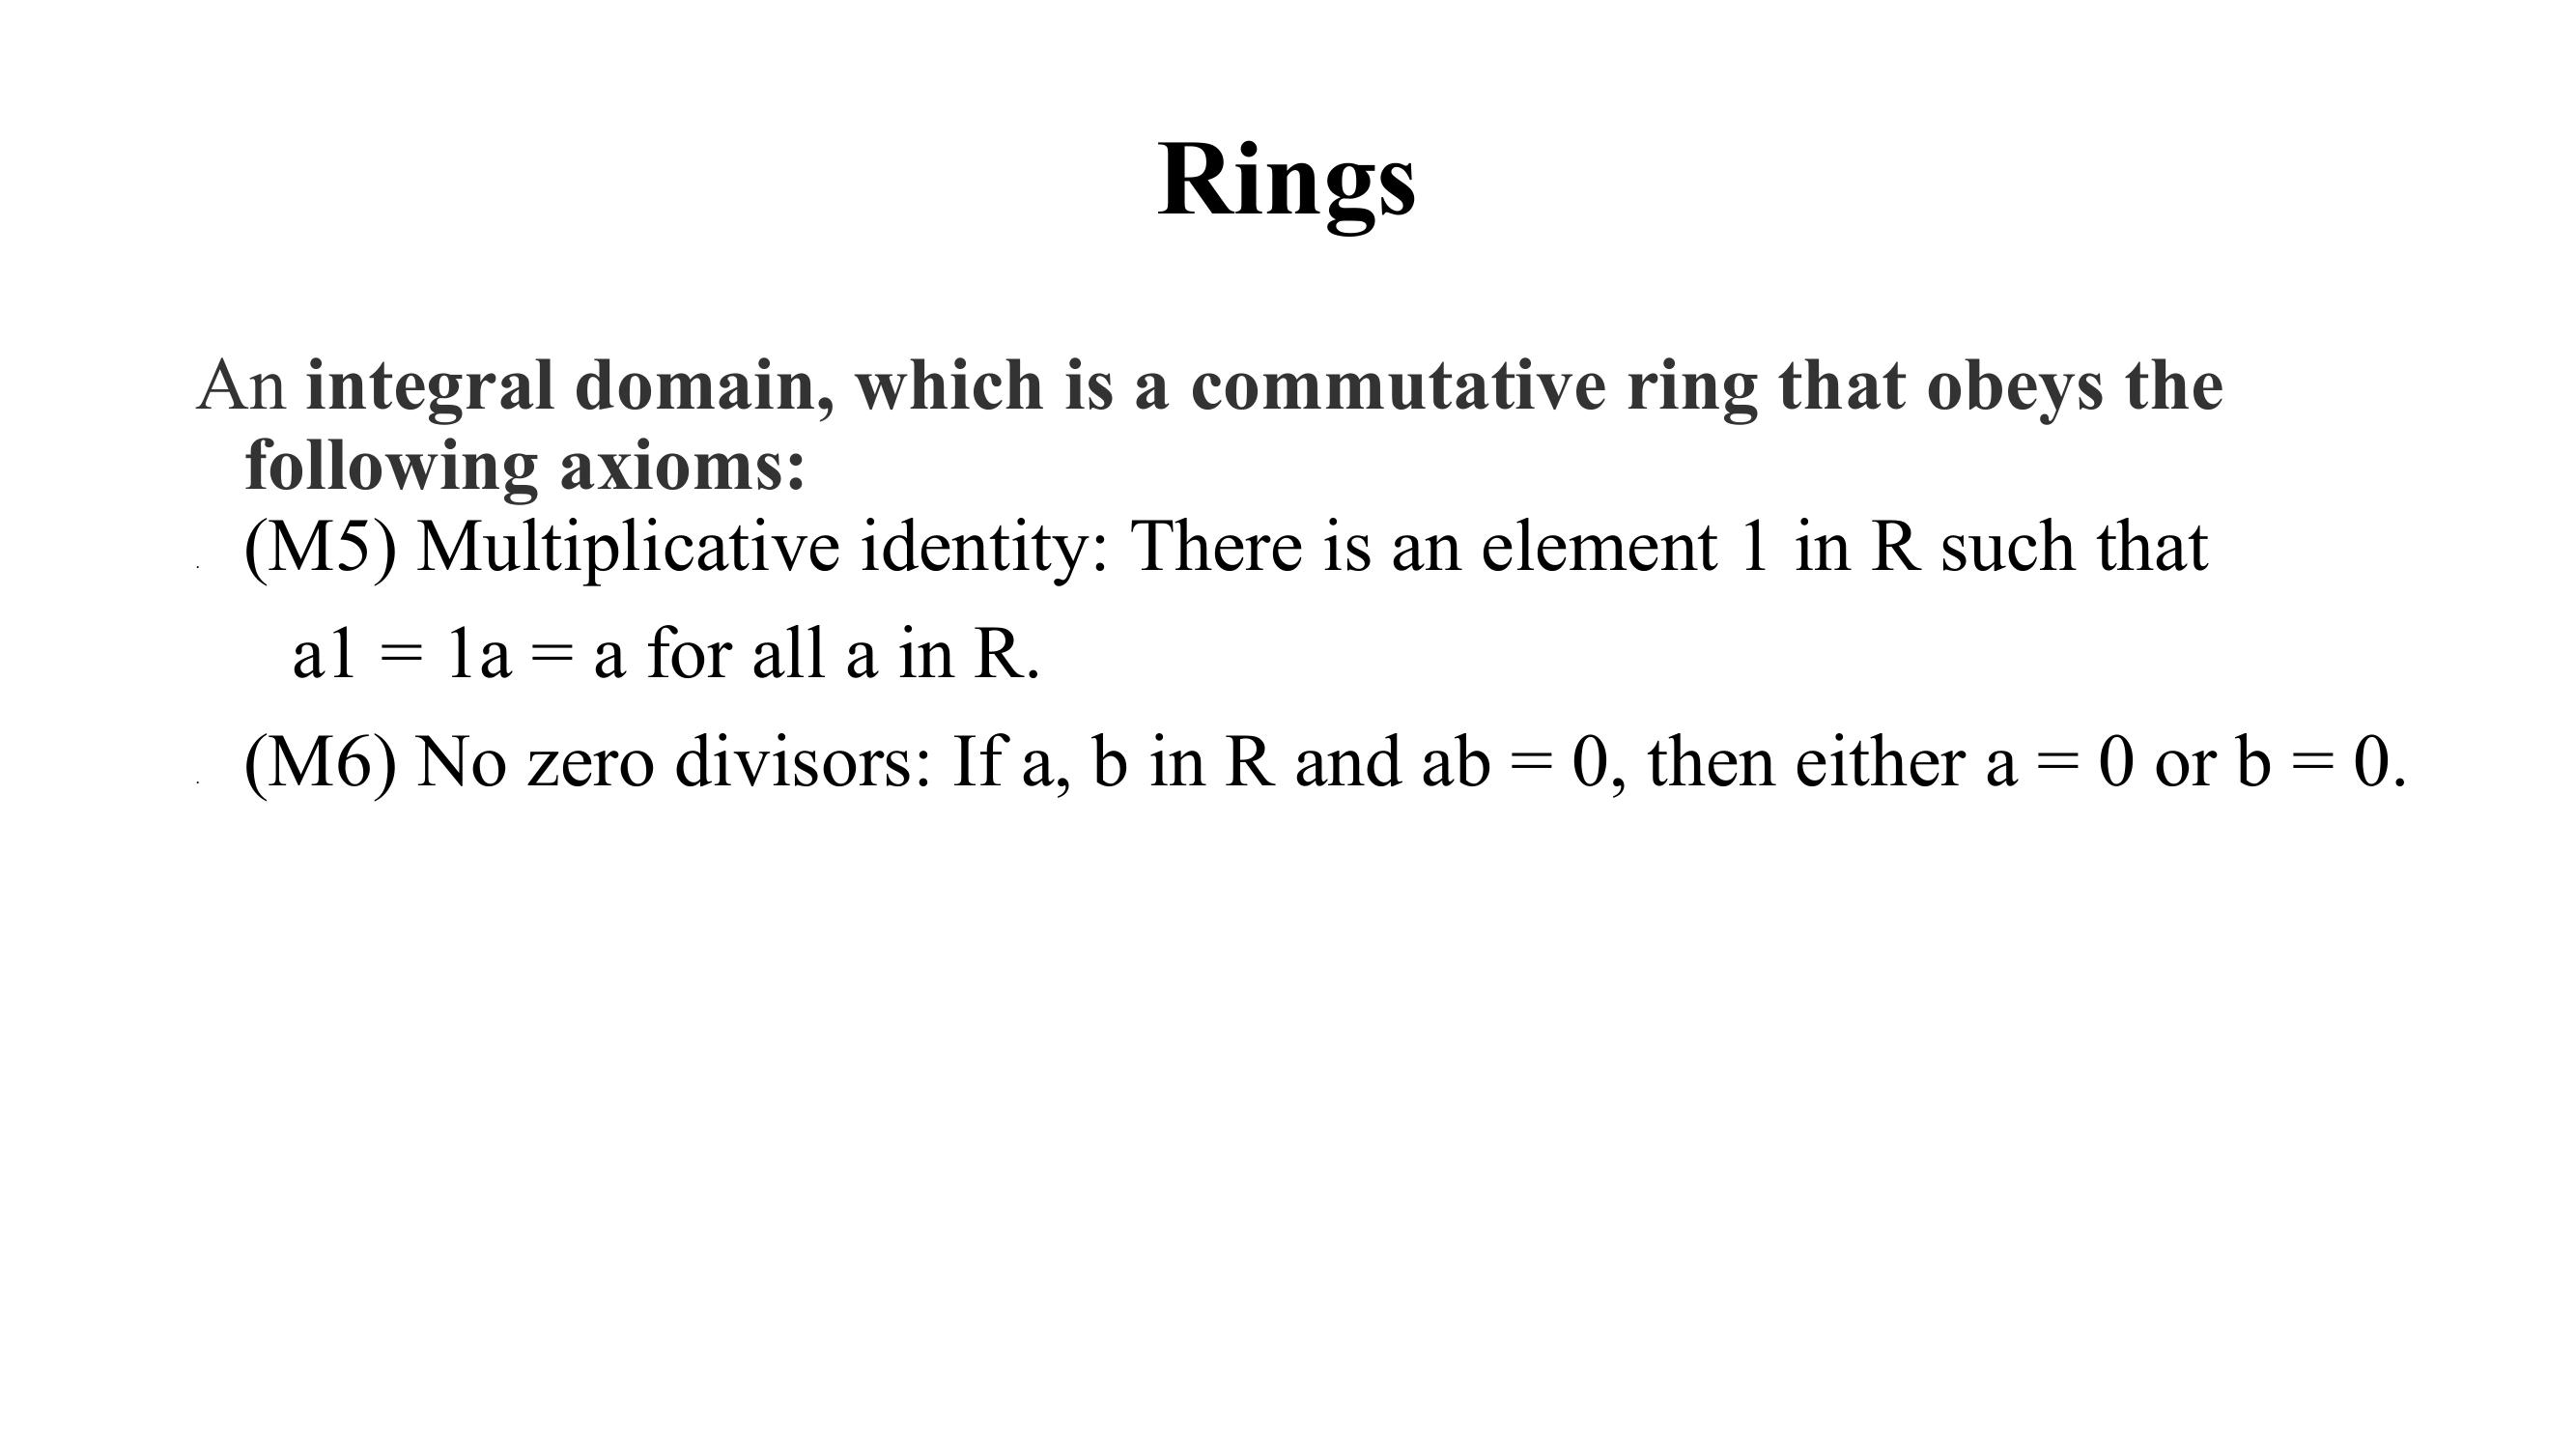 Rings
An integral domain, which is a commutative ring that obeys the
following axioms:
. (M5) Multiplicative identity: There is an element 1 in R such that
a1 = 1a = a for all a in R.
. (M6) No zero divisors: If a, b in R and ab = 0, then either a = 0 or b = 0.